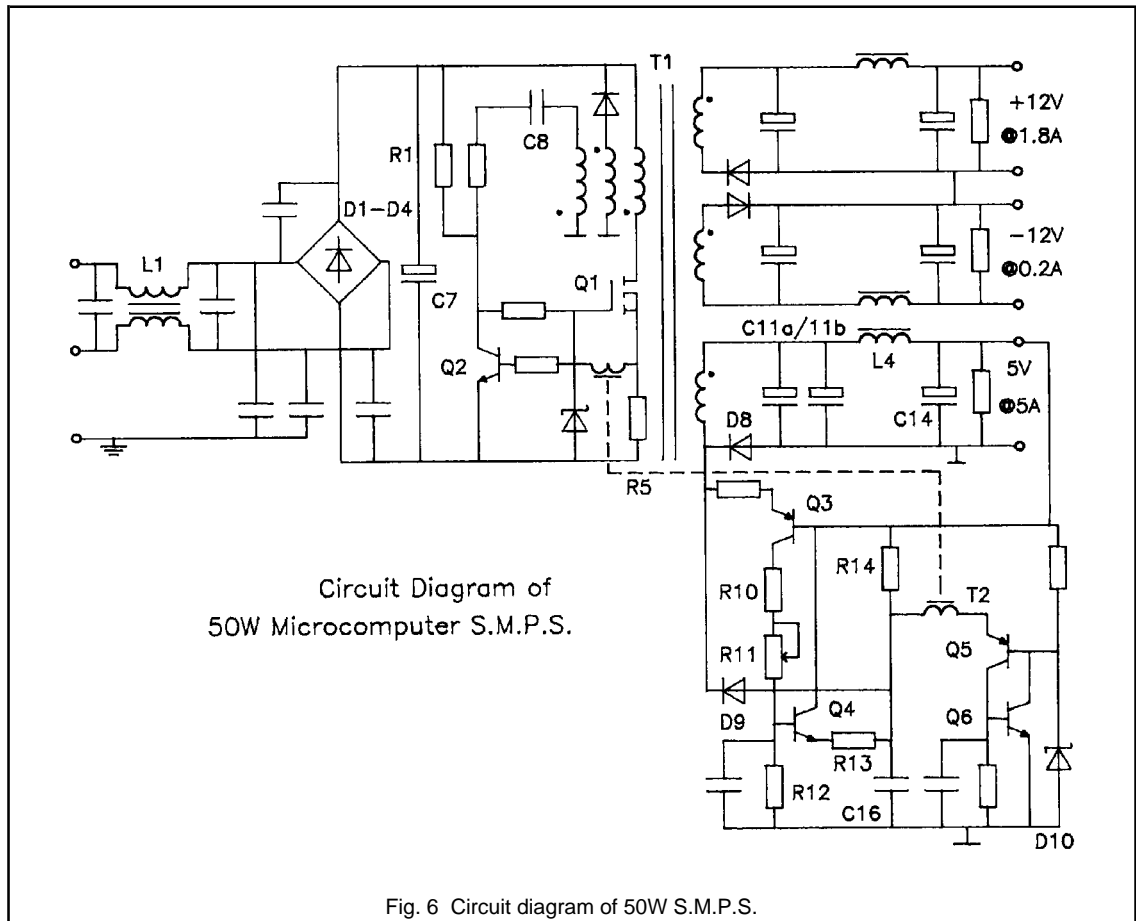 T1
C8
R1
+12V
@1.8A
D1-D4
L1
-12V
@0.2A
Q1
C7
C11a/11b
L4
5V
@5A
Q2
D8
C14
R5
Q3
R14
R10
T2
Circuit Diagram of
50W Microcomputer S.M.P.S.
R11
Q5
D9
Q4
Q6
R13
R12
C16
D10
Fig. 6 Circuit diagram of 50W S.M.P.S.